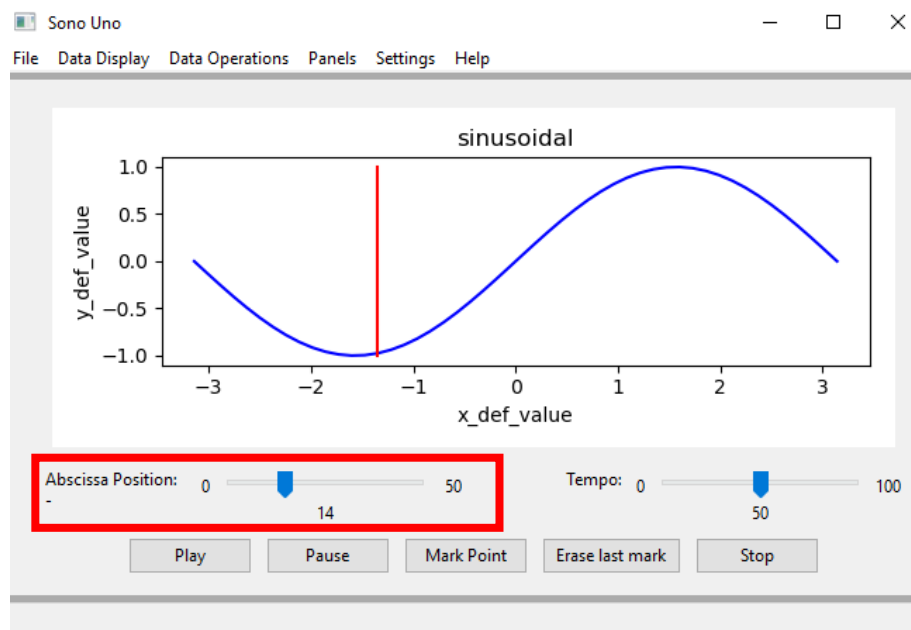 Sono Uno
File Data Display Data Operations Panels Settings Help
sinusoidal
1.0
0.5
0.0
−0.5
−1.0
y_def_value
−3 −2 −1 0 1 2 3
x_def_value
Abscissa Position: 0 50
-
14
Tempo: 0 100
50
Play Pause Mark Point Erase last mark Stop